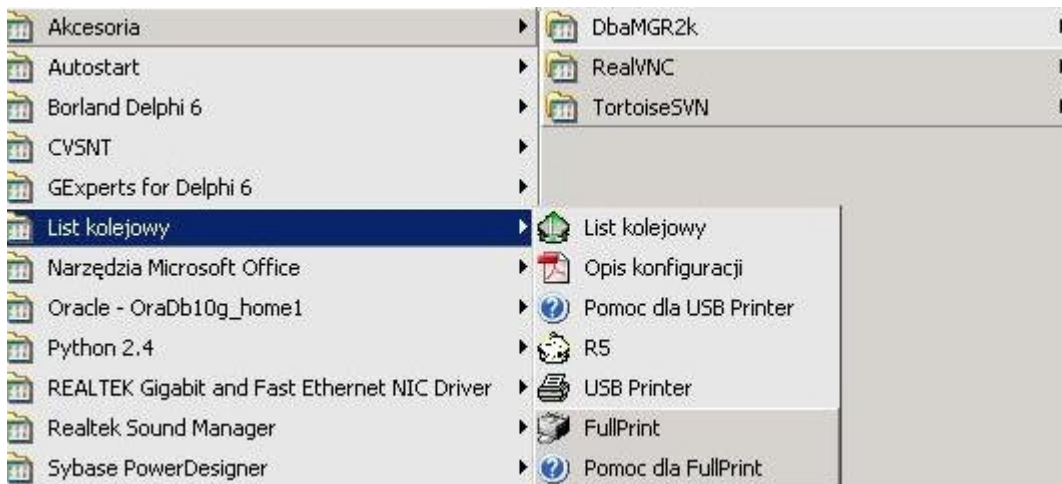 Akcesoria
Autostart
Borland Delphi 6
CVSNT
GExperts for Delphi 6
List kolejowy
Narzędzia Microsoft Office
Oracle - OraDb10g_home1
Python 2.4
REALTEK Gigabit and Fast Ethernet NIC Driver
Realtek Sound Manager
Sybase PowerDesigner
DbaMGR2k
RealVNC
TortoiseSVN
List kolejowy
Opis konfiguracji
Pomoc dla USB Printer
R5
USB Printer
FullPrint
Pomoc dla FullPrint